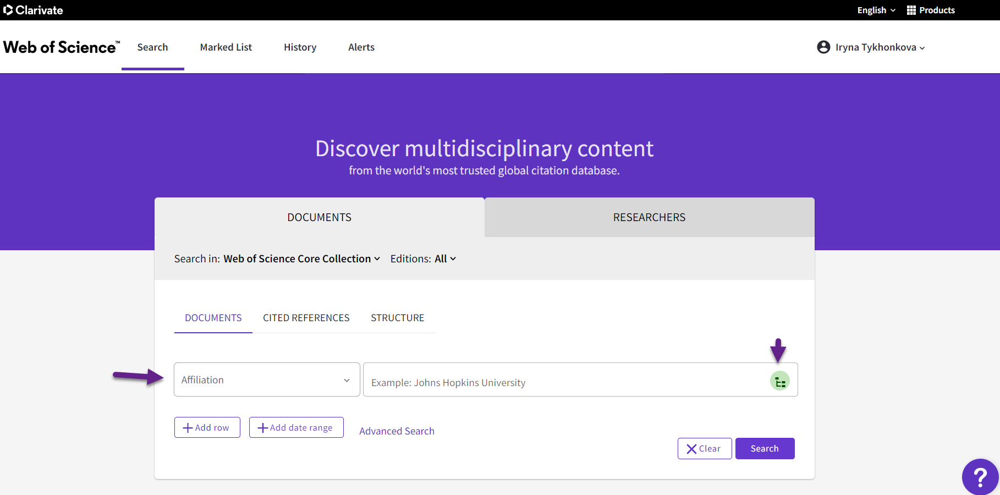 Clarivate
English
Products
Web of Science™
Search
Marked List
History
Alerts
Iryna Tykhonkova
Discover multidisciplinary content
from the world's most trusted global citation database.
DOCUMENTS
RESEARCHERS
Search in: Web of Science Core Collection
Editions: All
DOCUMENTS
CITED REFERENCES
STRUCTURE
Affiliation
Example: Johns Hopkins University
Add row
Add date range
Advanced Search
Clear
Search
?